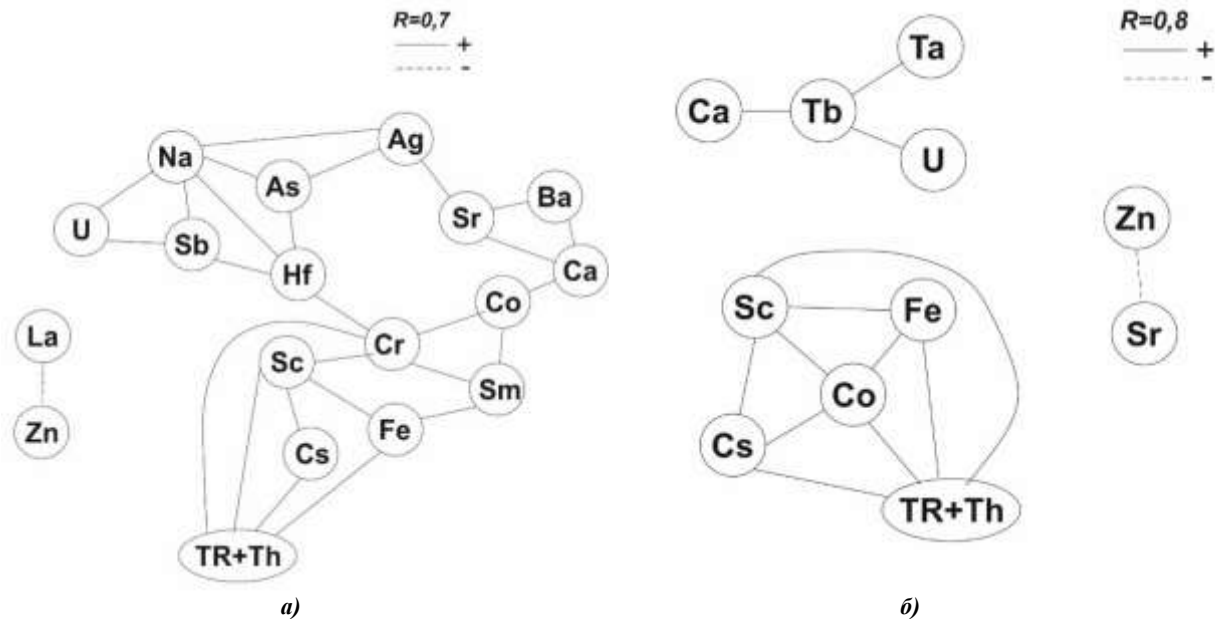 R=0,7
+
-
Na
Ag
As
Ba
U
Sb
Sr
Hf
Ca
Co
La
Cr
Sc
Sm
Zn
Cs
Fe
TR+Th
а)
R=0,8
+
-
Ta
Ca
Tb
U
Zn
Sc
Fe
Sr
Co
Cs
TR+Th
б)